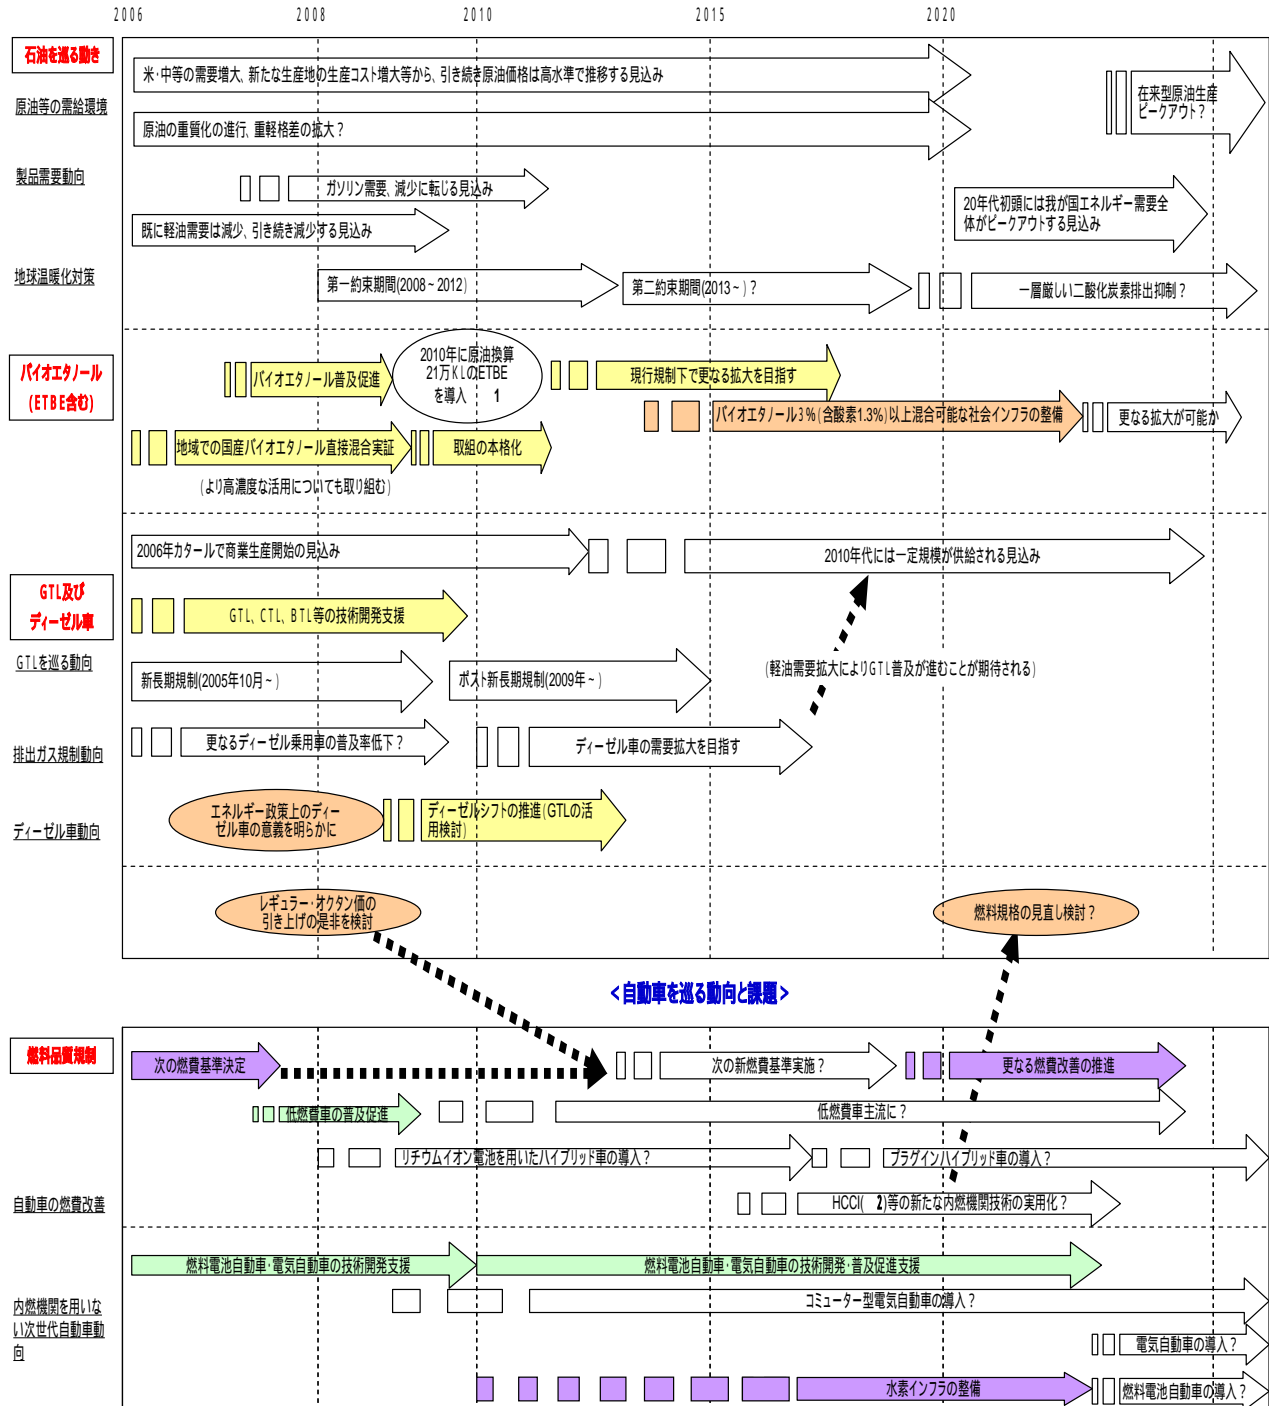 2006 2008 2010 2015 2020
石油を巡る動き
米・中等の需要増大、新たな生産地の生産コスト増大等から、引き続き原油価格は高水準で推移する見込み
原油等の需給環境
在来型原油生産
ピークアウト？
原油の重質化の進行、重軽格差の拡大？
製品需要動向
ガソリン需要、減少に転じる見込み
20年代初頭には我が国エネルギー需要全
体がピークアウトする見込み
既に軽油需要は減少、引き続き減少する見込み
地球温暖化対策
第一約束期間(2008～2012)
第二約束期間(2013～)？
一層厳しい二酸化炭素排出抑制？
バイオエタノール
(ETBE含む)
バイオエタノール普及促進
2010年に原油換算
21万KLのETBE
を導入 1
現行規制下で更なる拡大を目指す
バイオエタノール3%(含酸素1.3%)以上混合可能な社会インフラの整備
更なる拡大が可能か
地域での国産バイオエタノール直接混合実証
取組の本格化
(より高濃度な活用についても取り組む)
2006年カタールで商業生産開始の見込み
2010年代には一定規模が供給される見込み
GTL及び
ディーゼル車
GTL、CTL、BTL等の技術開発支援
GTLを巡る動向
新長期規制(2005年10月～)
ポスト新長期規制(2009年～)
(軽油需要拡大によりGTL普及が進むことが期待される)
排出ガス規制動向
更なるディーゼル乗用車の普及率低下？
ディーゼル車の需要拡大を目指す
ディーゼル車動向
エネルギー政策上のディー
ゼル車の意義を明らかに
ディーゼルシフトの推進(GTLの活
用検討)
レギュラー・オクタン価の
引き上げの是非を検討
燃料規格の見直し検討？
<自動車を巡る動向と課題>
燃料品質規制
次の燃費基準決定
次の新燃費基準実施？
更なる燃費改善の推進
低燃費車の普及促進
低燃費車主流に？
リチウムイオン電池を用いたハイブリッド車の導入？
プラグインハイブリッド車の導入？
自動車の燃費改善
HCCI( 2)等の新たな内燃機関技術の実用化？
燃料電池自動車・電気自動車の技術開発支援
燃料電池自動車・電気自動車の技術開発・普及促進支援
内燃機関を用いな
い次世代自動車動
向
コミューター型電気自動車の導入？
電気自動車の導入？
水素インフラの整備
燃料電池自動車の導入？